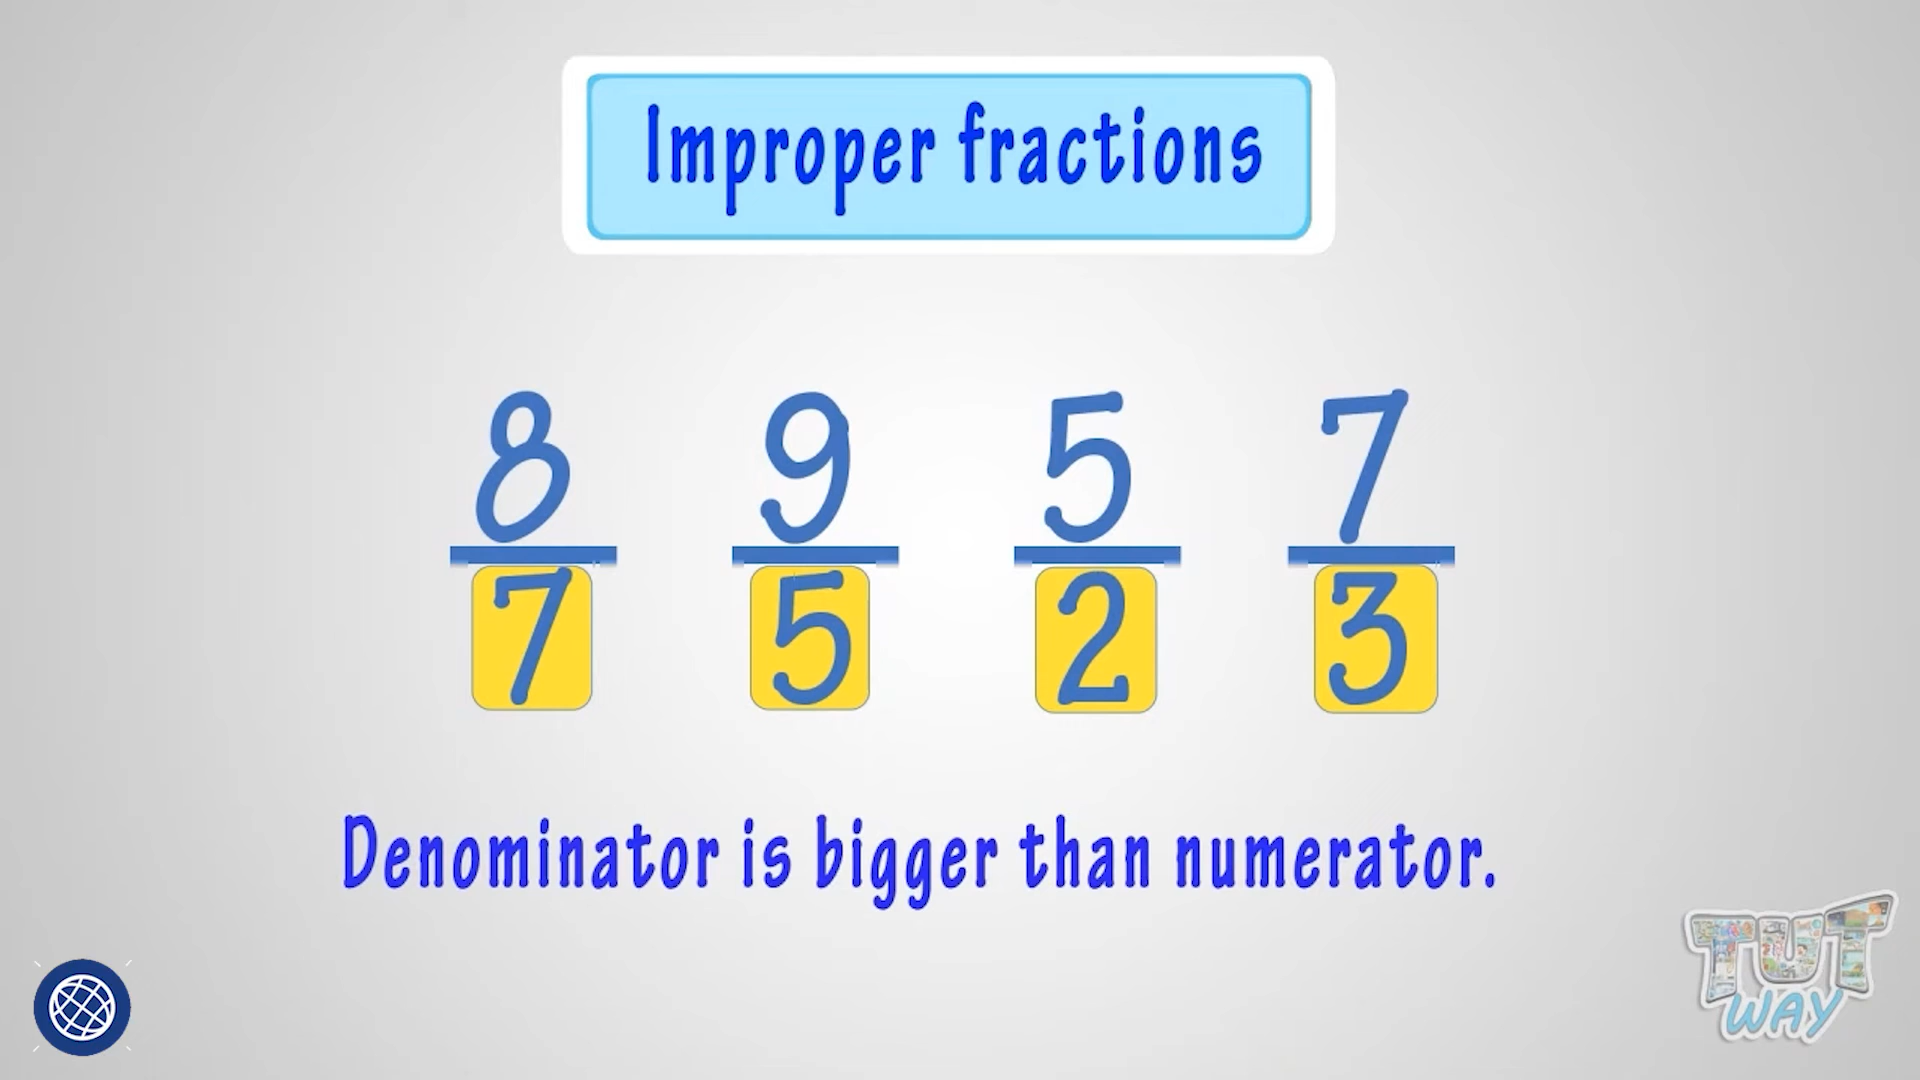 Improper fractions
8 9 5 7
7 5 2 3
Denominator is bigger than numerator.
TUT
WAY